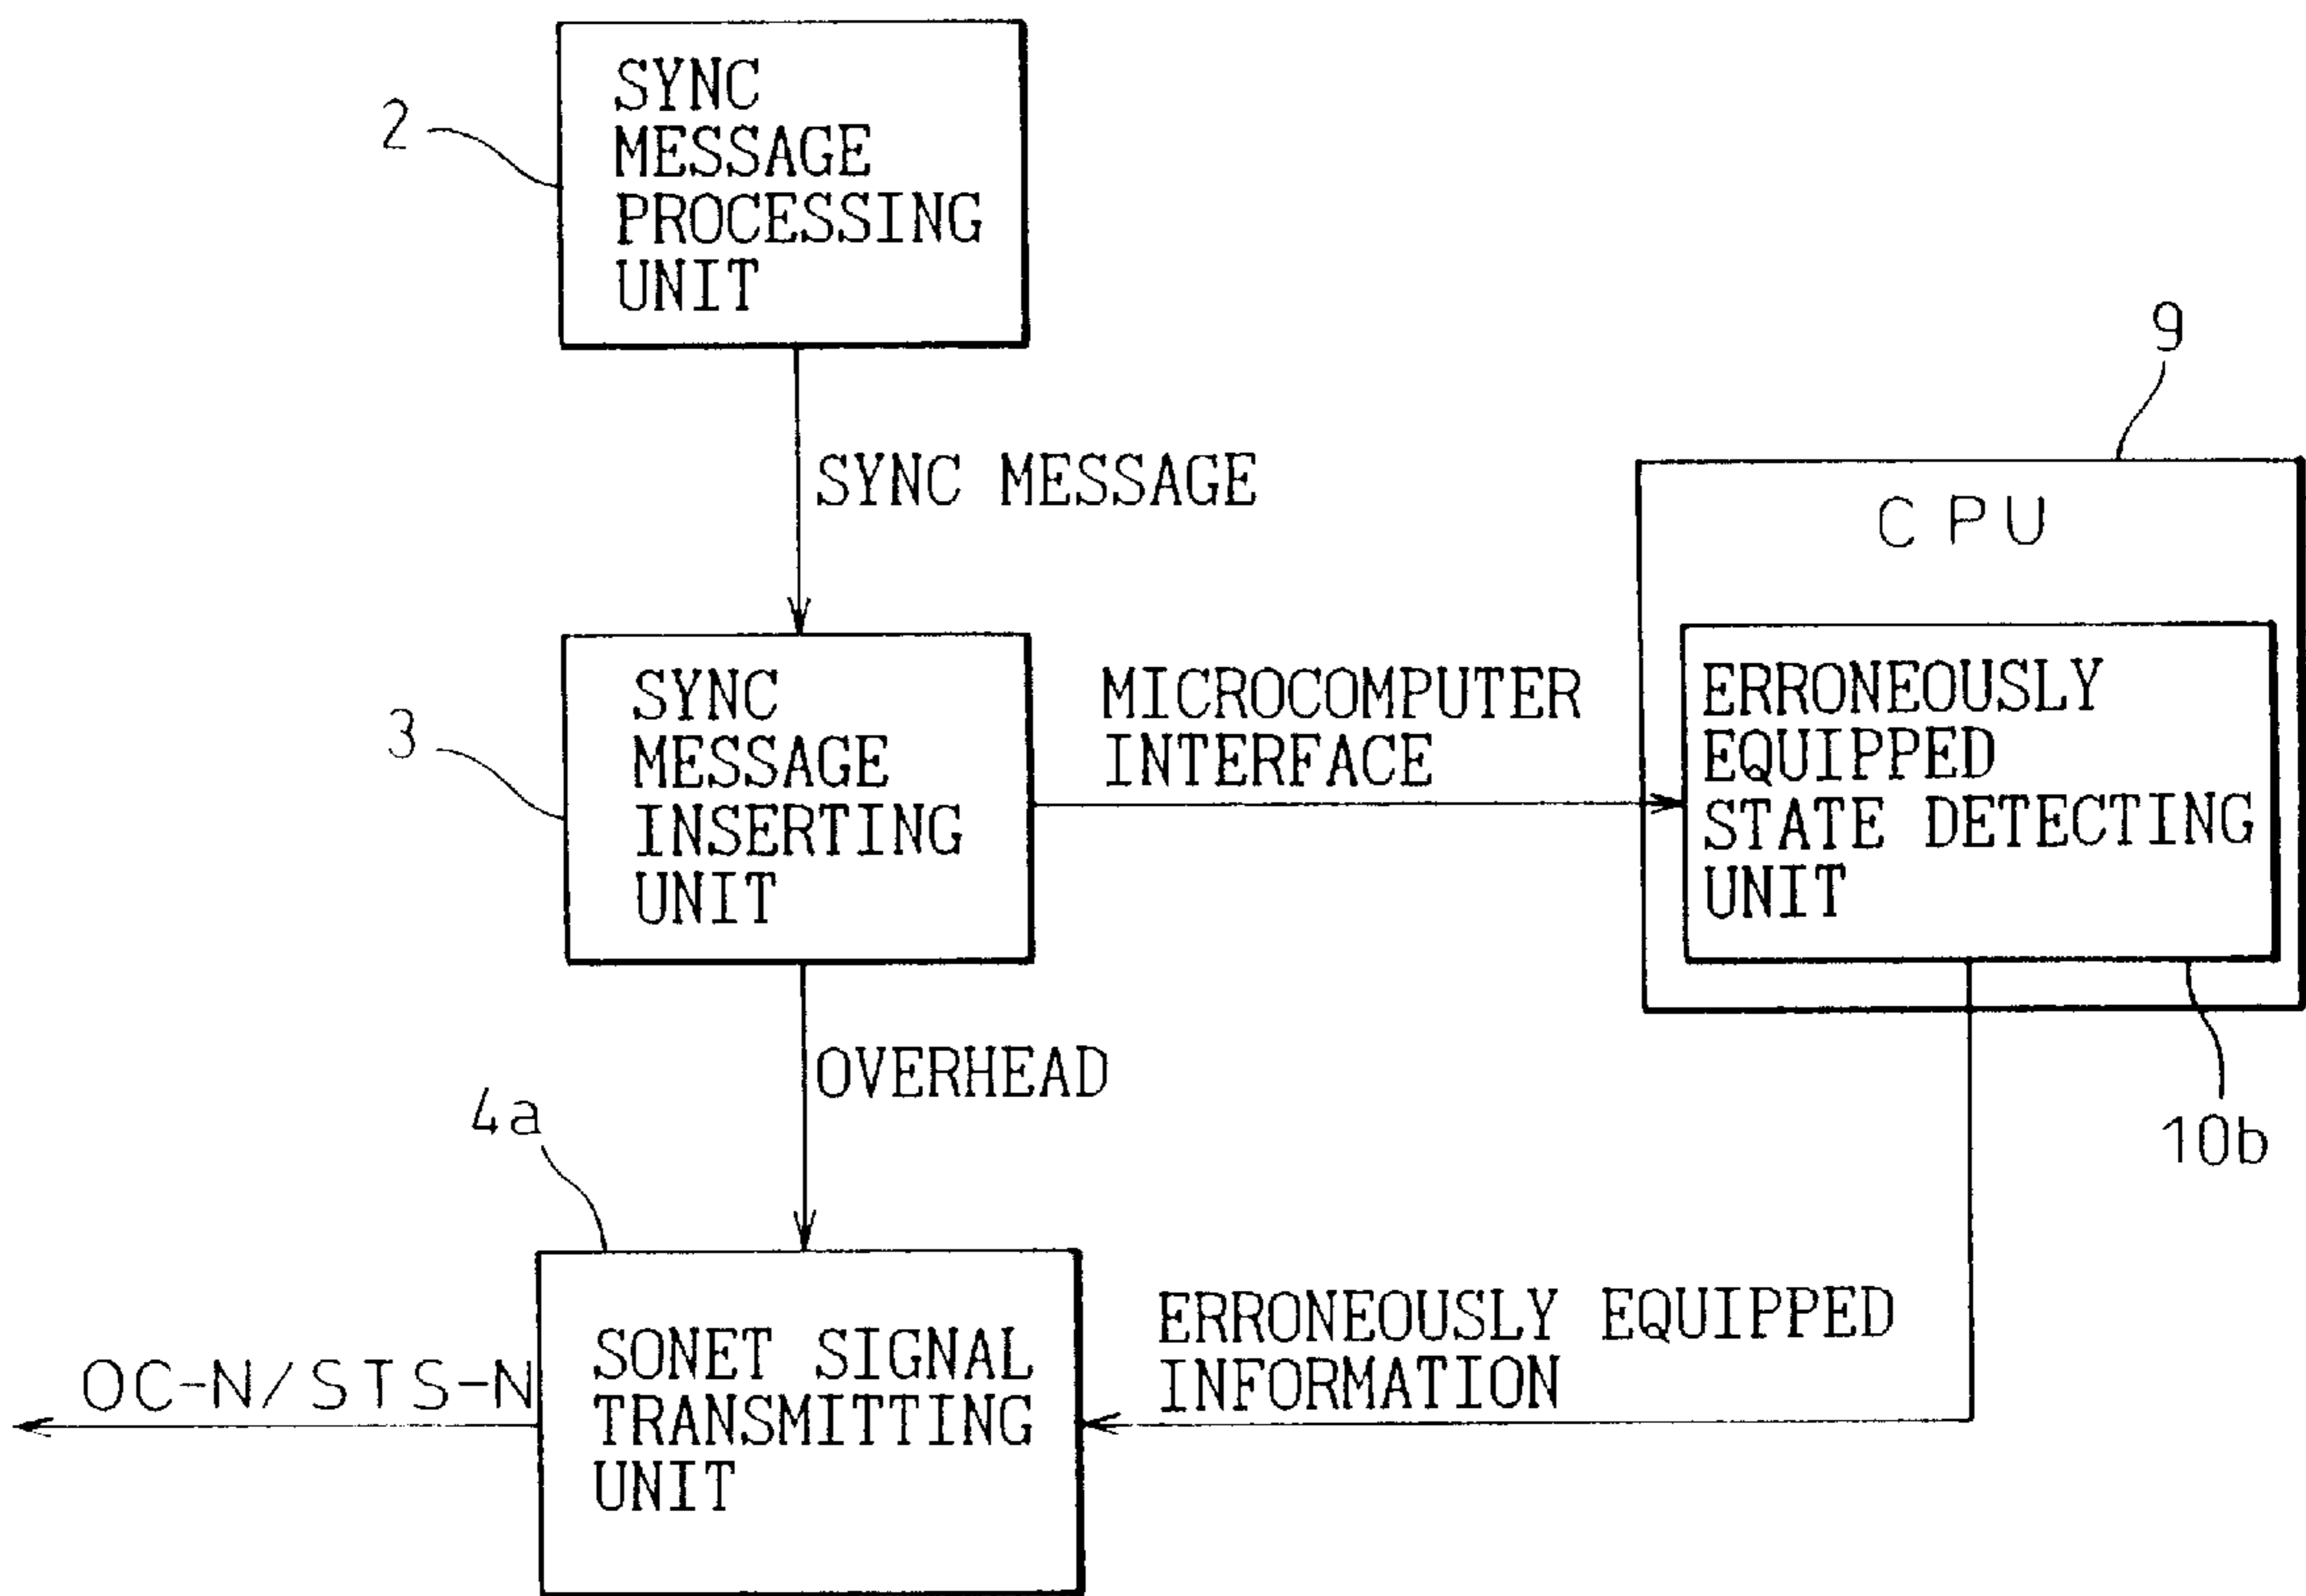 SYNC
MESSAGE
PROCESSING
UNIT
2
9
SYNC MESSAGE
CPU
SYNC
MESSAGE
INSERTING
UNIT
3
MICROCOMPUTER
INTERFACE
ERRONEOUSLY
EQUIPPED
STATE DETECTING
UNIT
OVERHEAD
4a
10b
SONET SIGNAL
TRANSMITTING
UNIT
ERRONEOUSLY EQUIPPED
INFORMATION
OC-N/STS-N